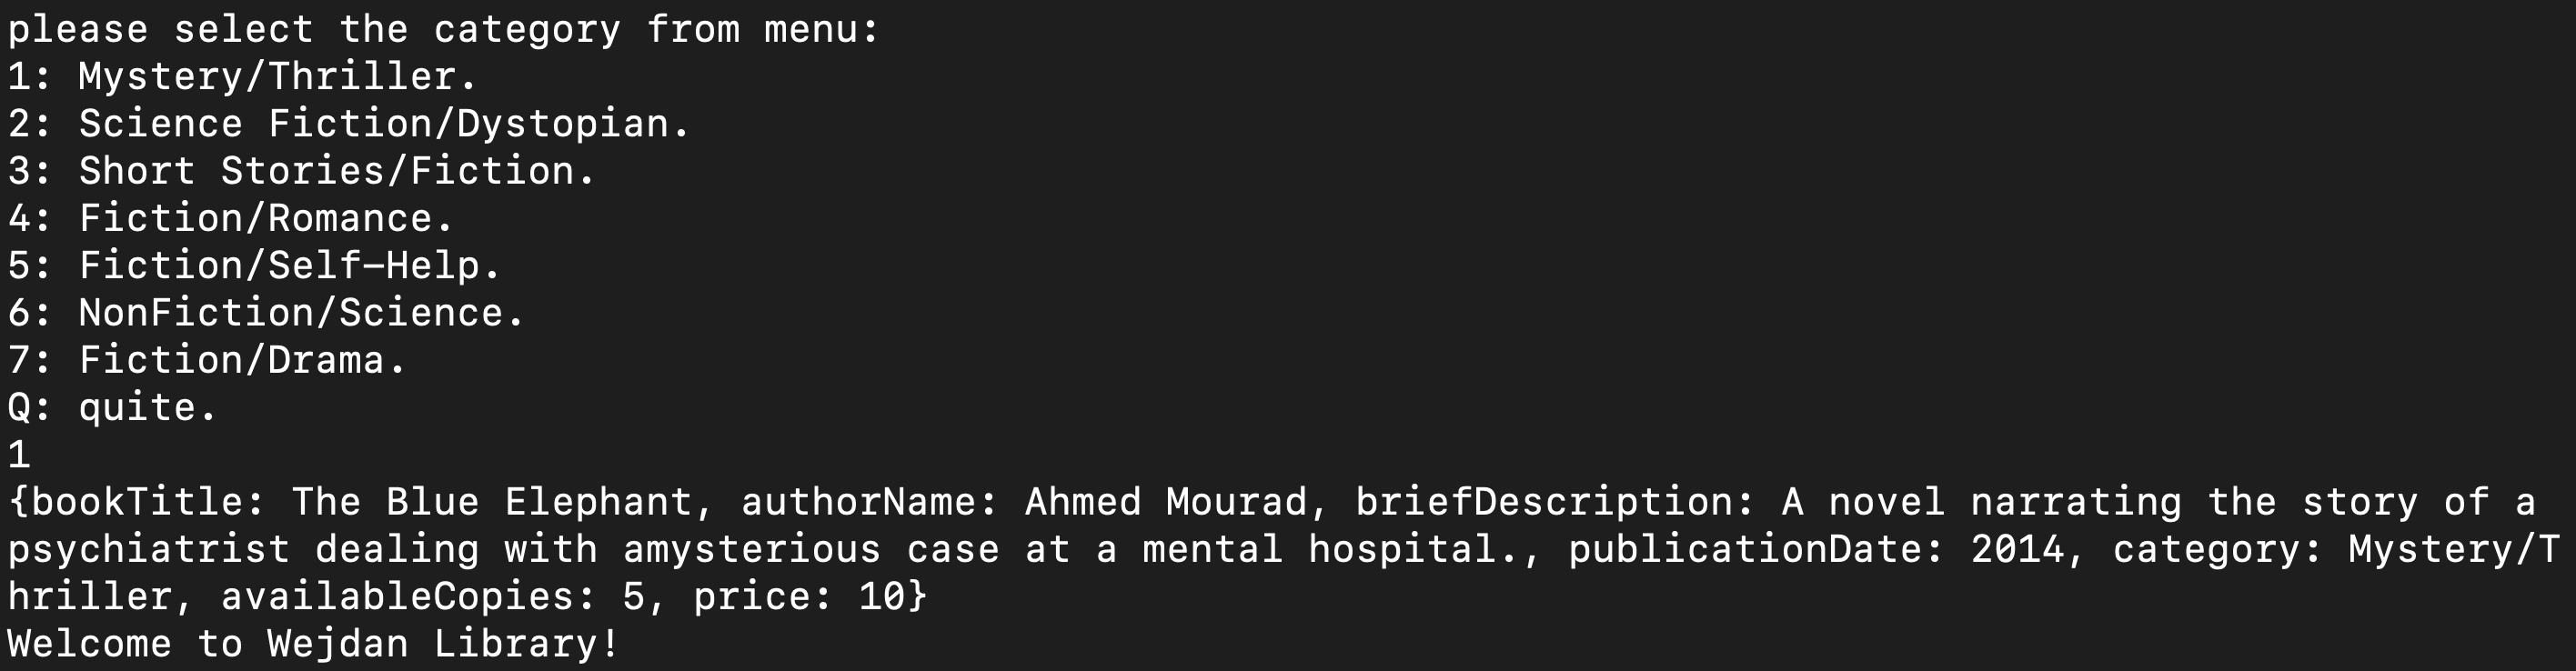 please select the category from menu:
1: Mystery/Thriller.
2: Science Fiction/Dystopian.
3: Short Stories/Fiction.
4: Fiction/Romance.
5: Fiction/Self-Help.
6: NonFiction/Science.
7: Fiction/Drama.
Q: quite.
1
{bookTitle: The Blue Elephant, authorName: Ahmed Mourad, briefDescription: A novel narrating the story of a
psychiatrist dealing with amysterious case at a mental hospital., publicationDate: 2014, category: Mystery/T
hriller, availableCopies: 5, price: 10}
Welcome to Wejdan Library!